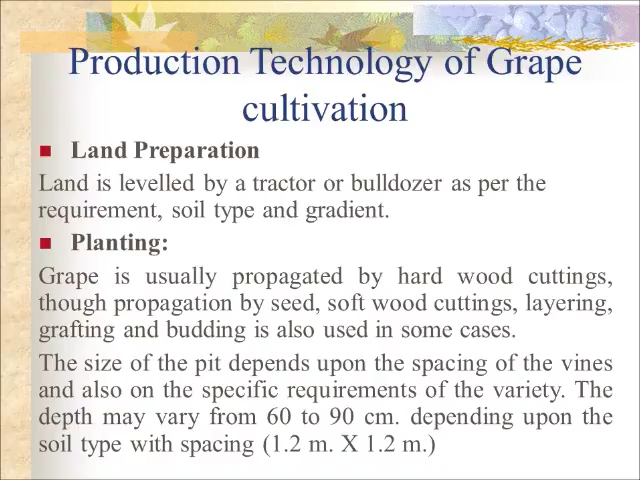 Production Technology of Grape
cultivation
Land Preparation
Land is levelled by a tractor or bulldozer as per the
requirement, soil type and gradient.
Planting:
Grape is usually propagated by hard wood cuttings,
though propagation by seed, soft wood cuttings, layering,
grafting and budding is also used in some cases.
The size of the pit depends upon the spacing of the vines
and also on the specific requirements of the variety. The
depth may vary from 60 to 90 cm. depending upon the
soil type with spacing (1.2 m. X 1.2 m.)